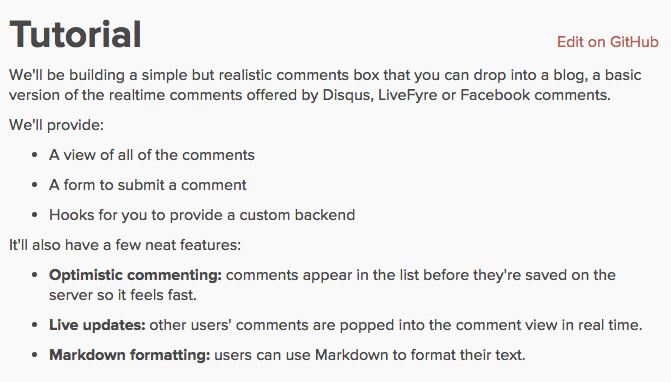 Tutorial
Edit on GitHub
We'll be building a simple but realistic comments box that you can drop into a blog, a basic
version of the realtime comments offered by Disqus, LiveFyre or Facebook comments.
We'll provide:
• A view of all of the comments
• A form to submit a comment
• Hooks for you to provide a custom backend
It'll also have a few neat features:
• Optimistic commenting: comments appear in the list before they're saved on the
server so it feels fast.
• Live updates: other users' comments are popped into the comment view in real time.
• Markdown formatting: users can use Markdown to format their text.